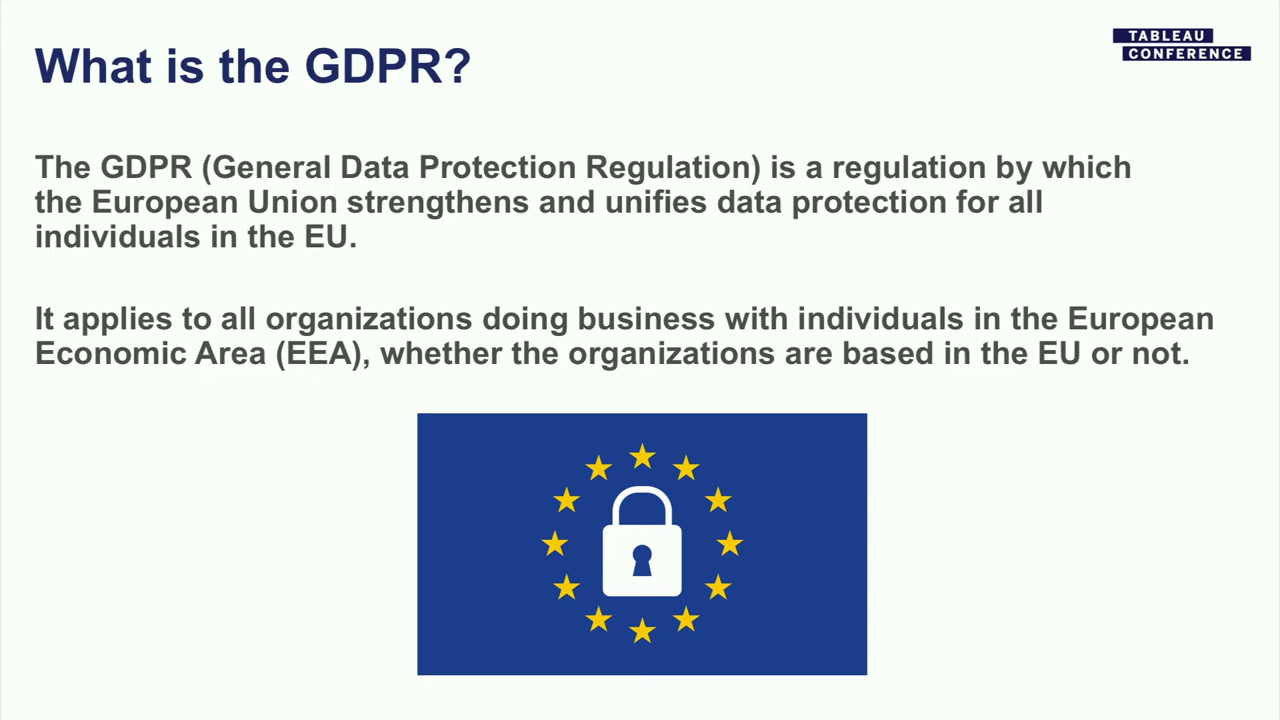 What is the GDPR?
TABLEAU
CONFERENCE
The GDPR (General Data Protection Regulation) is a regulation by which
the European Union strengthens and unifies data protection for all
individuals in the EU.
It applies to all organizations doing business with individuals in the European
Economic Area (EEA), whether the organizations are based in the EU or not.